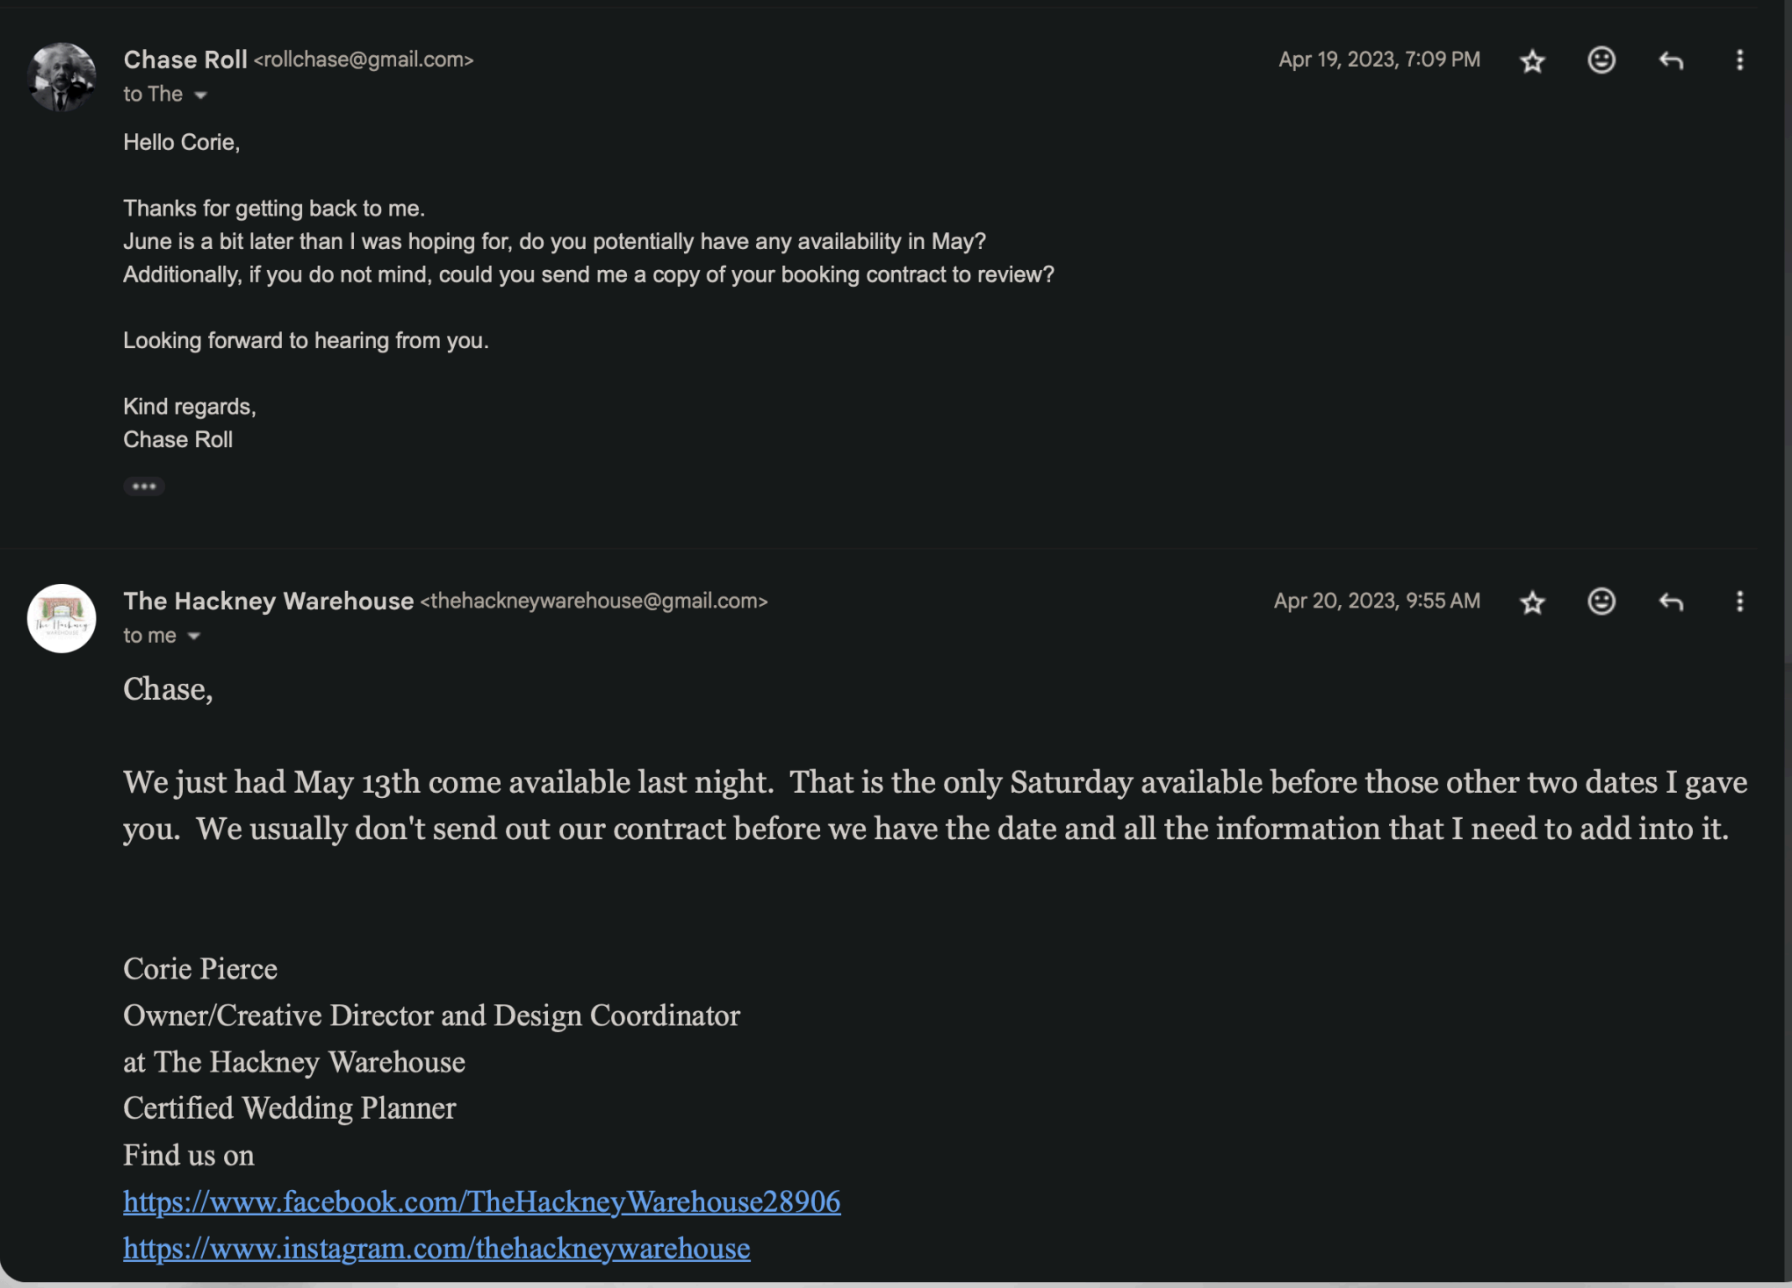 Chase Roll <rollchase@gmail.com> Apr 19, 2023, 7:09 PM
to The
Hello Corie,
Thanks for getting back to me.
June is a bit later than I was hoping for, do you potentially have any availability in May?
Additionally, if you do not mind, could you send me a copy of your booking contract to review?
Looking forward to hearing from you.
Kind regards,
Chase Roll
The Hackney Warehouse <thehackneywarehouse@gmail.com> Apr 20, 2023, 9:55 AM
The Hackney
WAREHOUSE
to me
Chase,
We just had May 13th come available last night.  That is the only Saturday available before those other two dates I gave
you.  We usually don't send out our contract before we have the date and all the information that I need to add into it.
Corie Pierce
Owner/Creative Director and Design Coordinator
at The Hackney Warehouse
Certified Wedding Planner
Find us on
https://www.facebook.com/TheHackneyWarehouse28906
https://www.instagram.com/thehackneywarehouse